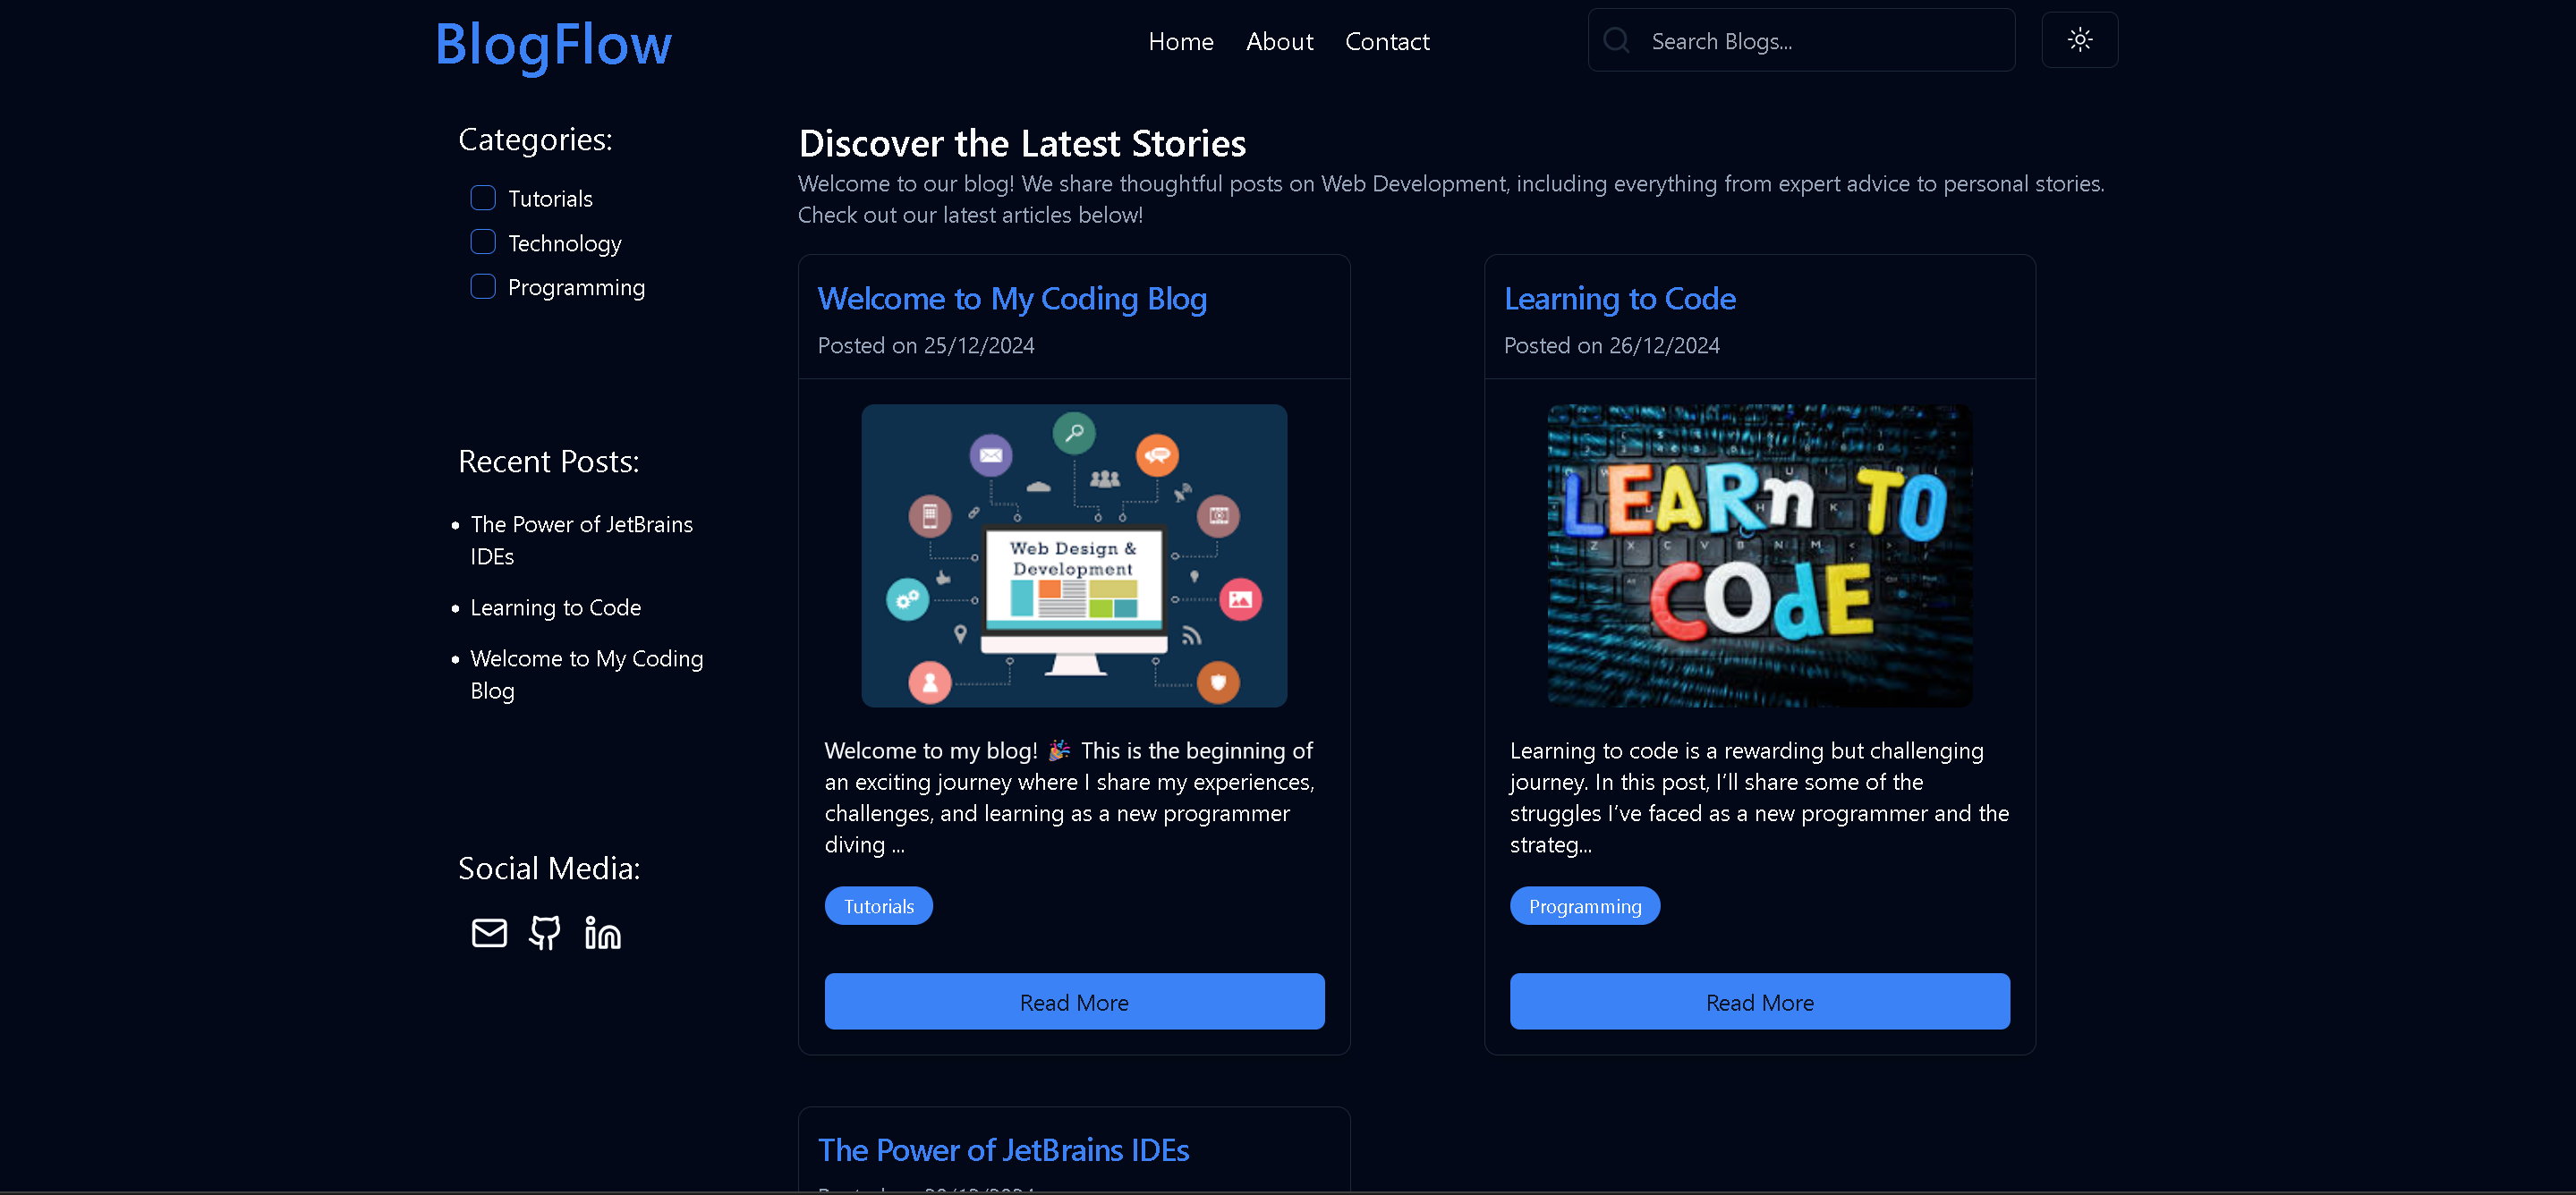 BlogFlow
Home
About
Contact
Search Blogs...
Categories:
Tutorials
Technology
Programming
Recent Posts:
The Power of JetBrains
IDEs
Learning to Code
Welcome to My Coding
Blog
Social Media:
Discover the Latest Stories
Welcome to our blog! We share thoughtful posts on Web Development, including everything from expert advice to personal stories.
Check out our latest articles below!
Welcome to My Coding Blog
Posted on 25/12/2024
Web Design &
Development
Welcome to my blog! 🎉 This is the beginning of
an exciting journey where I share my experiences,
challenges, and learning as a new programmer
diving ...
Tutorials
Read More
Learning to Code
Posted on 26/12/2024
LEARn TO
COdE
Learning to code is a rewarding but challenging
journey. In this post, I’ll share some of the
struggles I’ve faced as a new programmer and the
strateg...
Programming
Read More
The Power of JetBrains IDEs